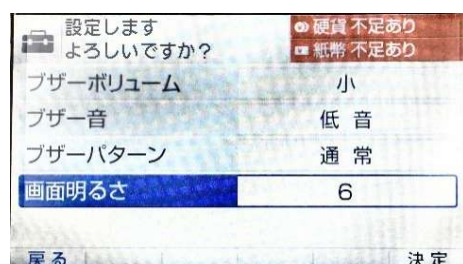 設定します
よろしいですか?
硬貨 不足あり
紙幣 不足あり
ブザーボリューム 小
ブザー音 低 音
ブザーパターン 通 常
画面明るさ 6
戻る 決定